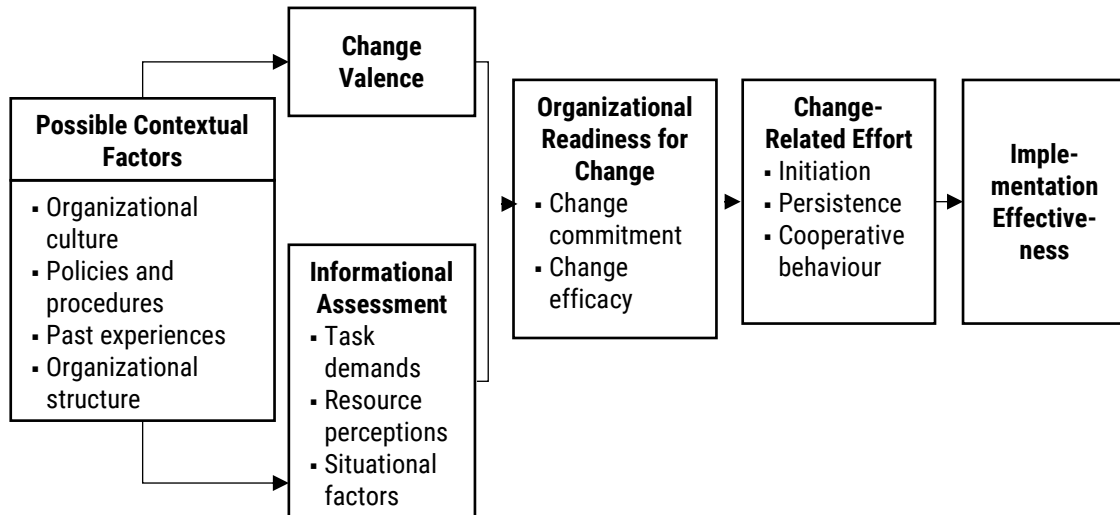 Possible Contextual
Factors
▪ Organizational
culture
▪ Policies and
procedures
▪ Past experiences
▪ Organizational
structure
Change
Valence
Informational
Assessment
▪ Task
demands
▪ Resource
perceptions
▪ Situational
factors
Organizational
Readiness for
Change
▪ Change
commitment
▪ Change
efficacy
Change-
Related Effort
▪ Initiation
▪ Persistence
▪ Cooperative
behaviour
Imple-
mentation
Effective-
ness